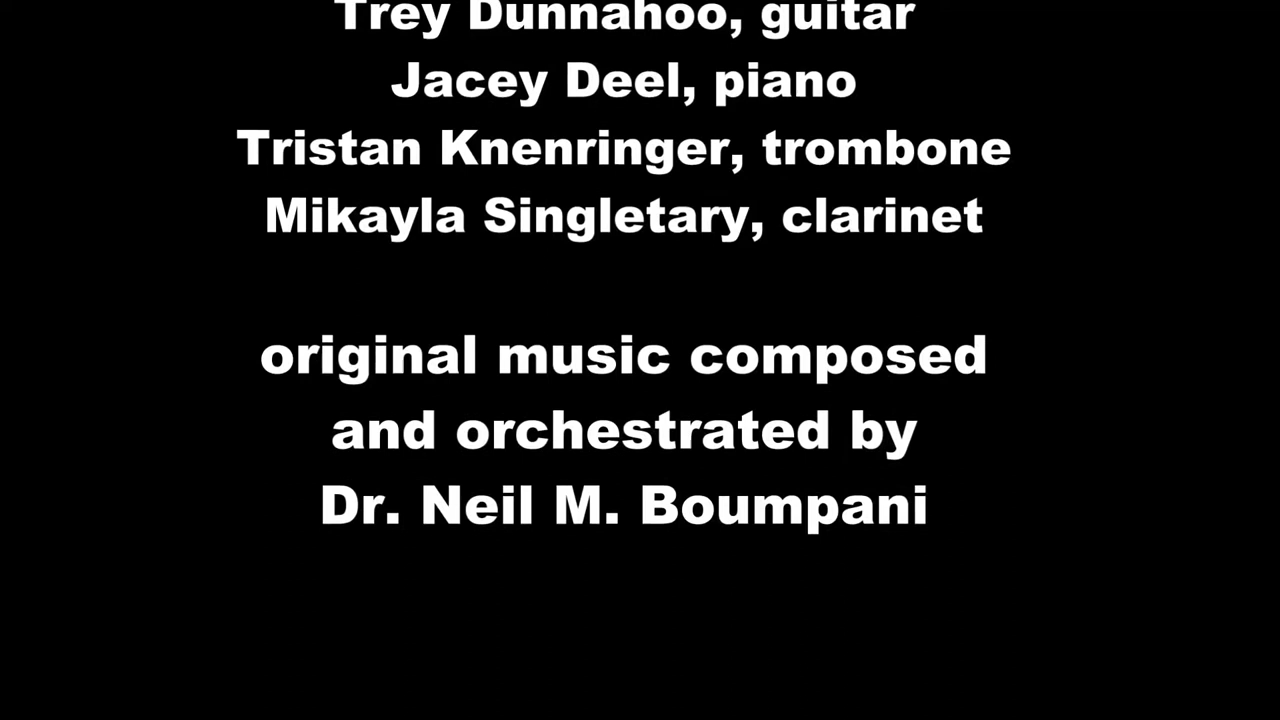 Trey Dunnahoo, guitar
Jacey Deel, piano
Tristan Knenringer, trombone
Mikayla Singletary, clarinet
original music composed
and orchestrated by
Dr. Neil M. Boumpani